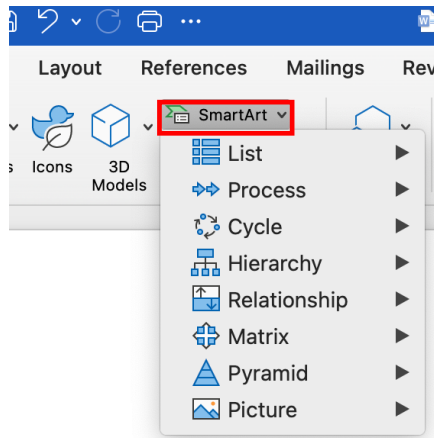 Layout References Mailings Rev
SmartArt
s Icons 3D
Models
List
Process
Cycle
Hierarchy
Relationship
Matrix
Pyramid
Picture
W